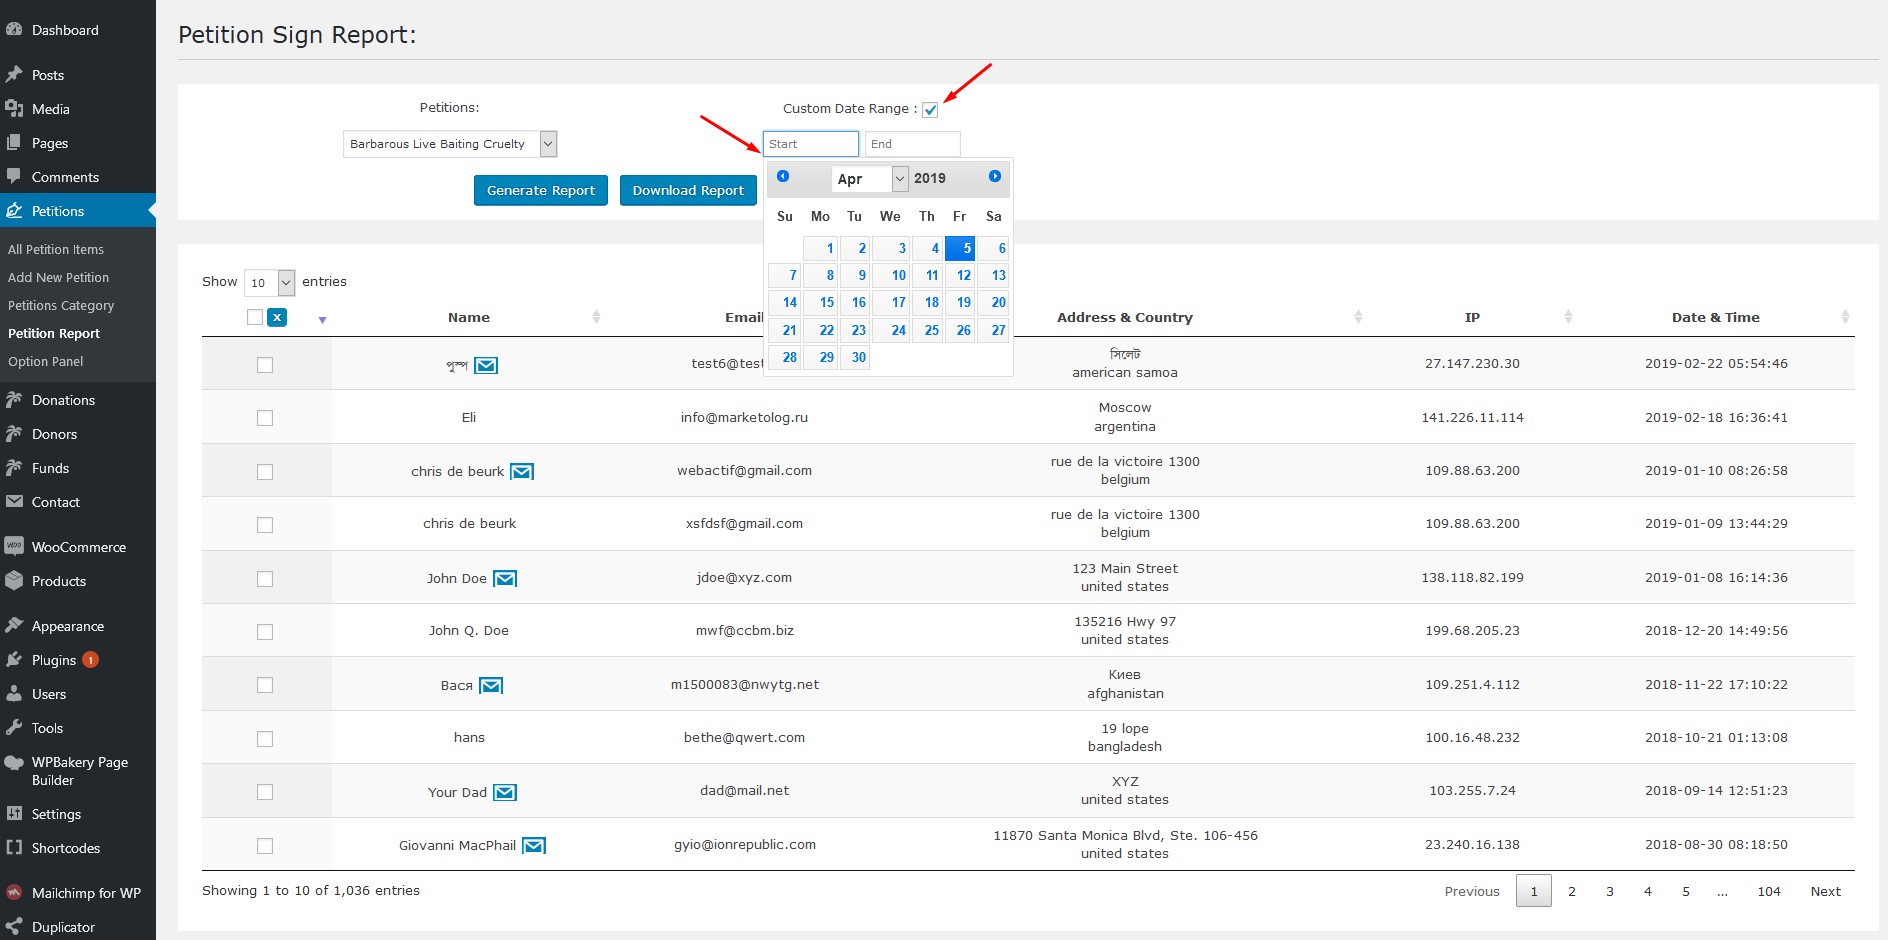 Dashboard
Posts
Media
Pages
Comments
Petitions
All Petition Items
Add New Petition
Petitions Category
Petition Report
Option Panel
Donations
Donors
Funds
Contact
WooCommerce
Products
Appearance
Plugins 1
Users
Tools
WPBakery Page
Builder
Settings
Shortcodes
Mailchimp for WP
Duplicator
Petition Sign Report:
Petitions:
Barbarous Live Baiting Cruelty
Custom Date Range :
Start End
Generate Report Download Report
Apr 2019
Su Mo Tu We Th Fr Sa
1 2 3 4 5 6
7 8 9 10 11 12 13
14 15 16 17 18 19 20
21 22 23 24 25 26 27
28 29 30
Show 10 entries
x Name Email Address & Country IP Date & Time
পুস্প test6@test সিলেট 27.147.230.30 2019-02-22 05:54:46
american samoa
Eli info@marketolog.ru Moscow 141.226.11.114 2019-02-18 16:36:41
argentina
chris de beurk webactif@gmail.com rue de la victoire 1300 109.88.63.200 2019-01-10 08:26:58
belgium
chris de beurk xsfdsf@gmail.com rue de la victoire 1300 109.88.63.200 2019-01-09 13:44:29
belgium
John Doe jdoe@xyz.com 123 Main Street 138.118.82.199 2019-01-08 16:14:36
united states
John Q. Doe mwf@ccbm.biz 135216 Hwy 97 199.68.205.23 2018-12-20 14:49:56
united states
Вася m1500083@nwytg.net Киев 109.251.4.112 2018-11-22 17:10:22
afghanistan
hans bethe@qwert.com 19 lope 100.16.48.232 2018-10-21 01:13:08
bangladesh
Your Dad dad@mail.net XYZ 103.255.7.24 2018-09-14 12:51:23
united states
Giovanni MacPhail gyio@ionrepublic.com 11870 Santa Monica Blvd, Ste. 106-456 23.240.16.138 2018-08-30 08:18:50
united states
Showing 1 to 10 of 1,036 entries
Previous 1 2 3 4 5 ... 104 Next